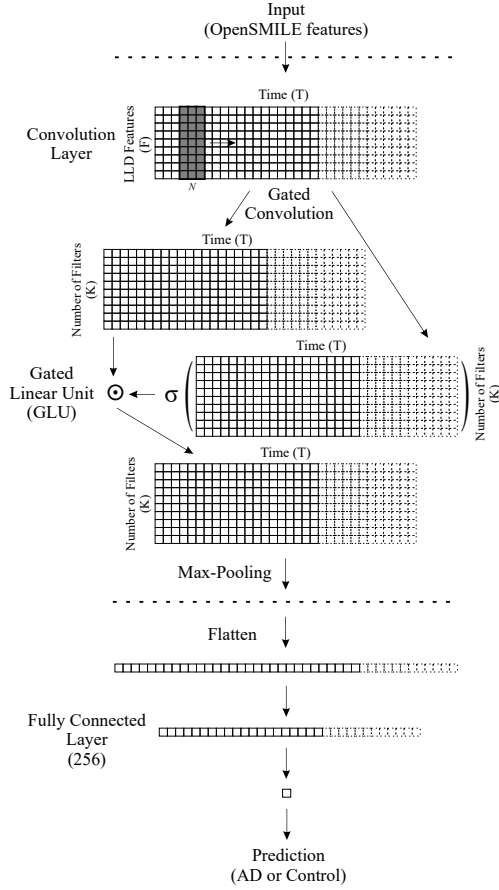 Input
(OpenSMILE features)
Time (T)
Convolution
Layer
LLD Features
(F)
N
Gated
Convolution
Time (T)
Number of Filters
(K)
Time (T)
Gated
Linear Unit
(GLU)
σ
Number of Filters
(K)
Time (T)
Number of Filters
(K)
Max-Pooling
Flatten
Fully Connected
Layer
(256)
Prediction
(AD or Control)